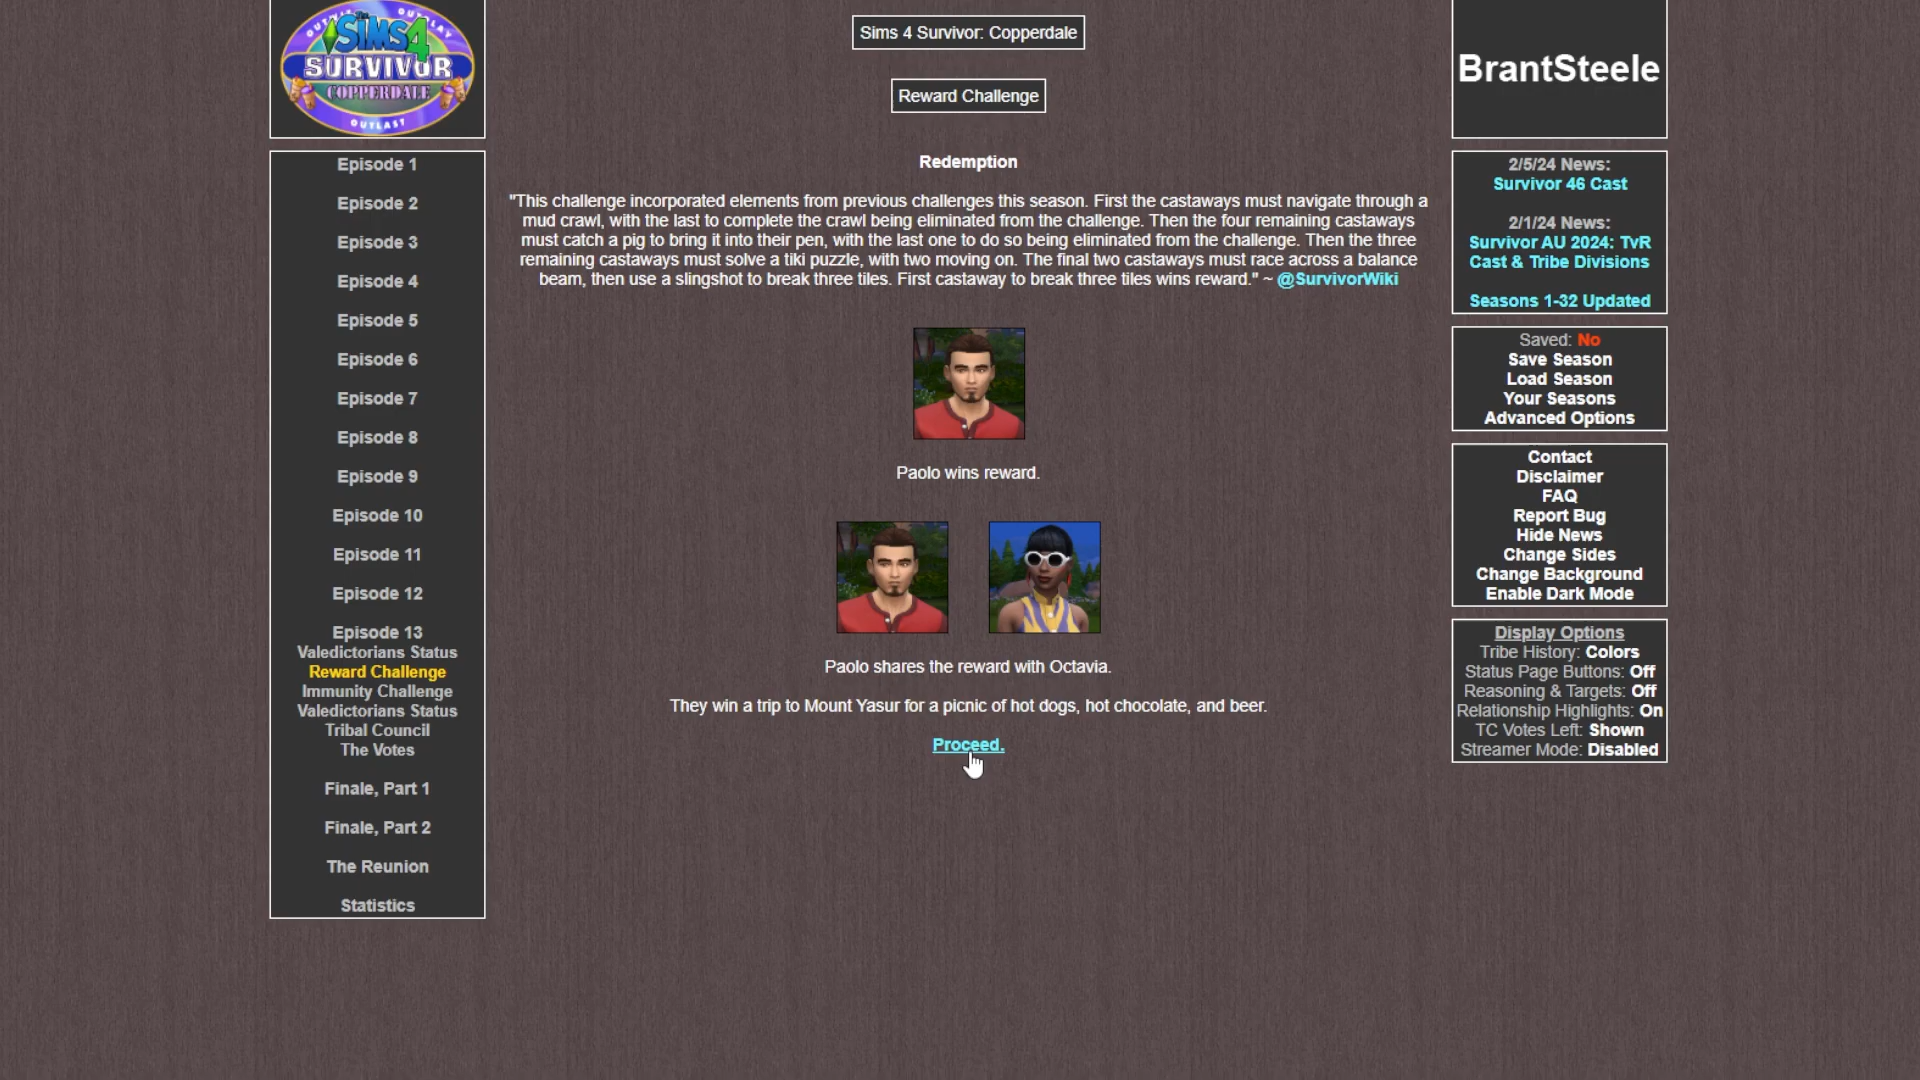 OUTWIT OUTPLAY
THE SIMS 4
SURVIVOR
COPPERDALE
OUTLAST
Episode 1
Episode 2
Episode 3
Episode 4
Episode 5
Episode 6
Episode 7
Episode 8
Episode 9
Episode 10
Episode 11
Episode 12
Episode 13
Valedictorians Status
Reward Challenge
Immunity Challenge
Valedictorians Status
Tribal Council
The Votes
Finale, Part 1
Finale, Part 2
The Reunion
Statistics
Sims 4 Survivor: Copperdale
Reward Challenge
Redemption
"This challenge incorporated elements from previous challenges this season. First the castaways must navigate through a
mud crawl, with the last to complete the crawl being eliminated from the challenge. Then the four remaining castaways
must catch a pig to bring it into their pen, with the last one to do so being eliminated from the challenge. Then the three
remaining castaways must solve a tiki puzzle, with two moving on. The final two castaways must race across a balance
beam, then use a slingshot to break three tiles. First castaway to break three tiles wins reward." ~ @SurvivorWiki
Paolo wins reward.
Paolo shares the reward with Octavia.
They win a trip to Mount Yasur for a picnic of hot dogs, hot chocolate, and beer.
Proceed.
BrantSteele
2/5/24 News:
Survivor 46 Cast
2/1/24 News:
Survivor AU 2024: TvR
Cast & Tribe Divisions
Seasons 1-32 Updated
Saved: No
Save Season
Load Season
Your Seasons
Advanced Options
Contact
Disclaimer
FAQ
Report Bug
Hide News
Change Sides
Change Background
Enable Dark Mode
Display Options
Tribe History: Colors
Status Page Buttons: Off
Reasoning & Targets: Off
Relationship Highlights: On
TC Votes Left: Shown
Streamer Mode: Disabled